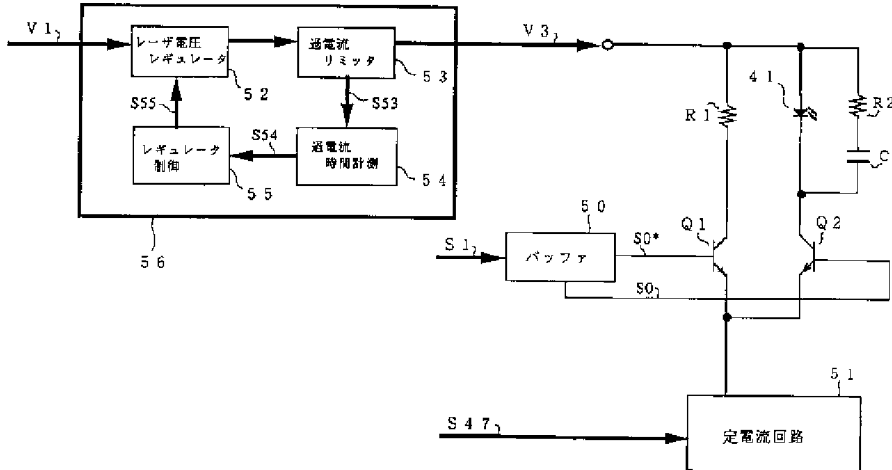 V1
レーザ電圧
レギュレータ
52
過電流
リミッタ
53
V3
S55
S53
S54
レギュレータ
制御
55
過電流
時間計測
54
56
R1
41
R2
C
S1
50
バッファ
S0*
S0
Q1
Q2
51
S47
定電流回路